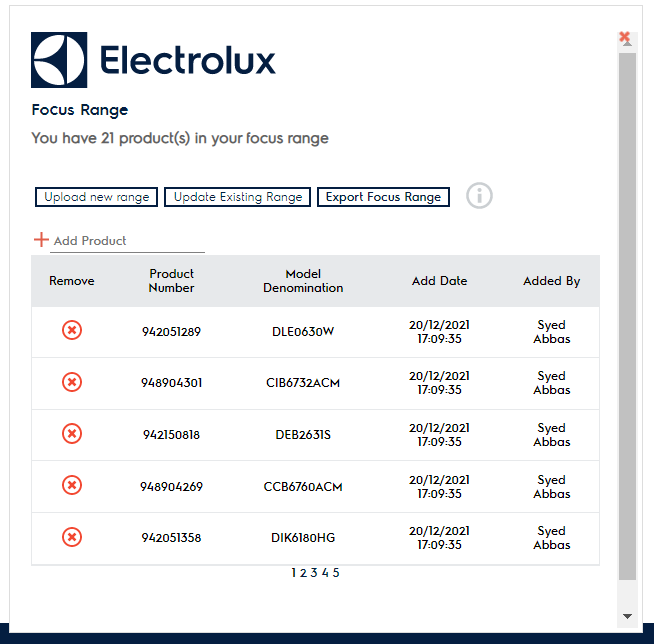 Electrolux
Focus Range
You have 21 product(s) in your focus range
Upload new range Update Existing Range Export Focus Range
Add Product
Remove Product Number Model Denomination Add Date Added By
942051289 DLE0630W 20/12/2021 17:09:35 Syed Abbas
948904301 CIB6732ACM 20/12/2021 17:09:35 Syed Abbas
942150818 DEB2631S 20/12/2021 17:09:35 Syed Abbas
948904269 CCB6760ACM 20/12/2021 17:09:35 Syed Abbas
942051358 DIK6180HG 20/12/2021 17:09:35 Syed Abbas
1 2 3 4 5